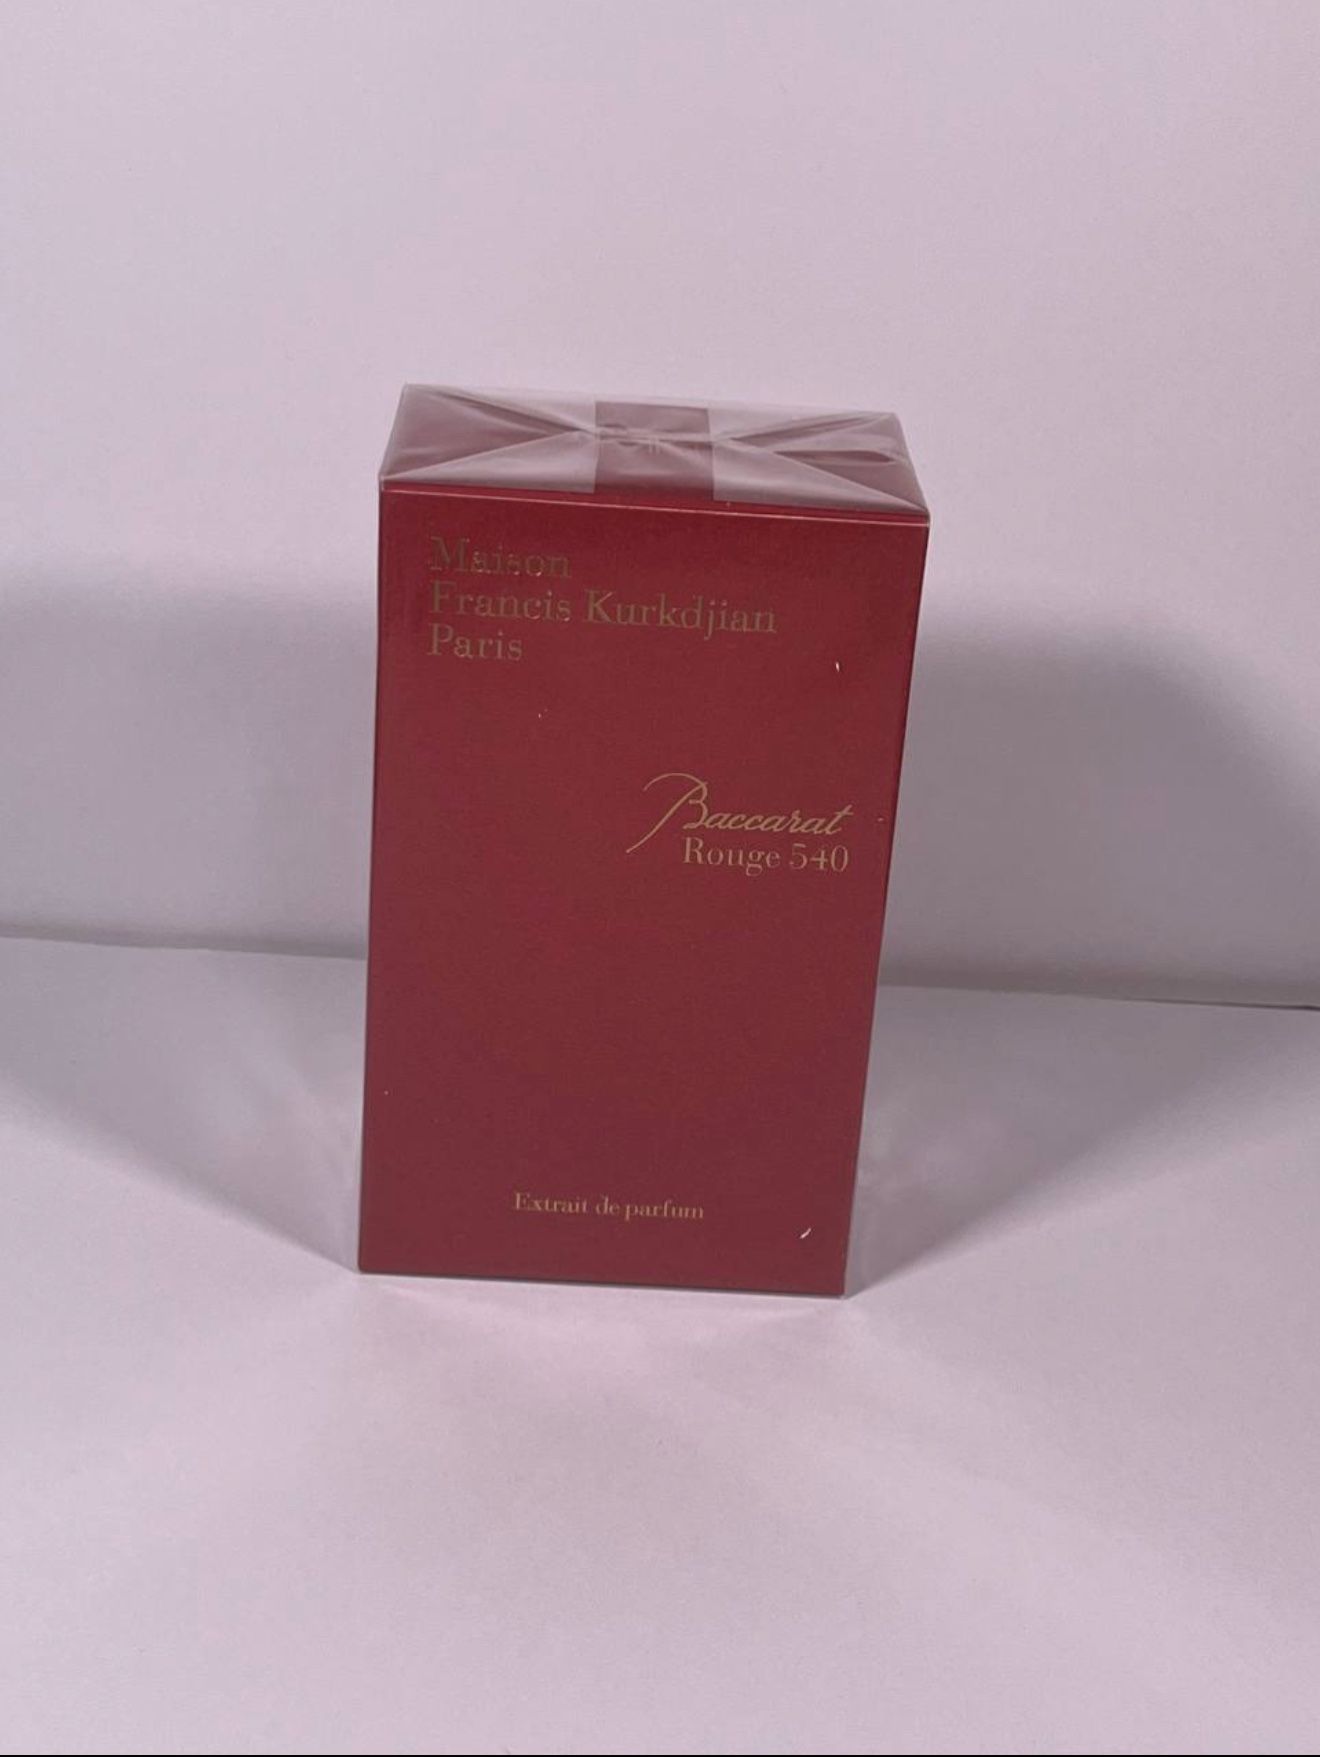 Maison
Francis Kurkdjian
Paris
Baccarat
Rouge 540
Extrait de parfum